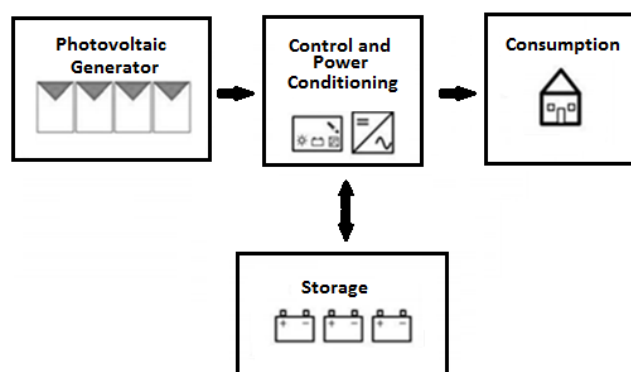 Photovoltaic
Generator
Control and
Power
Conditioning
Consumption
Storage
+ − + − + −